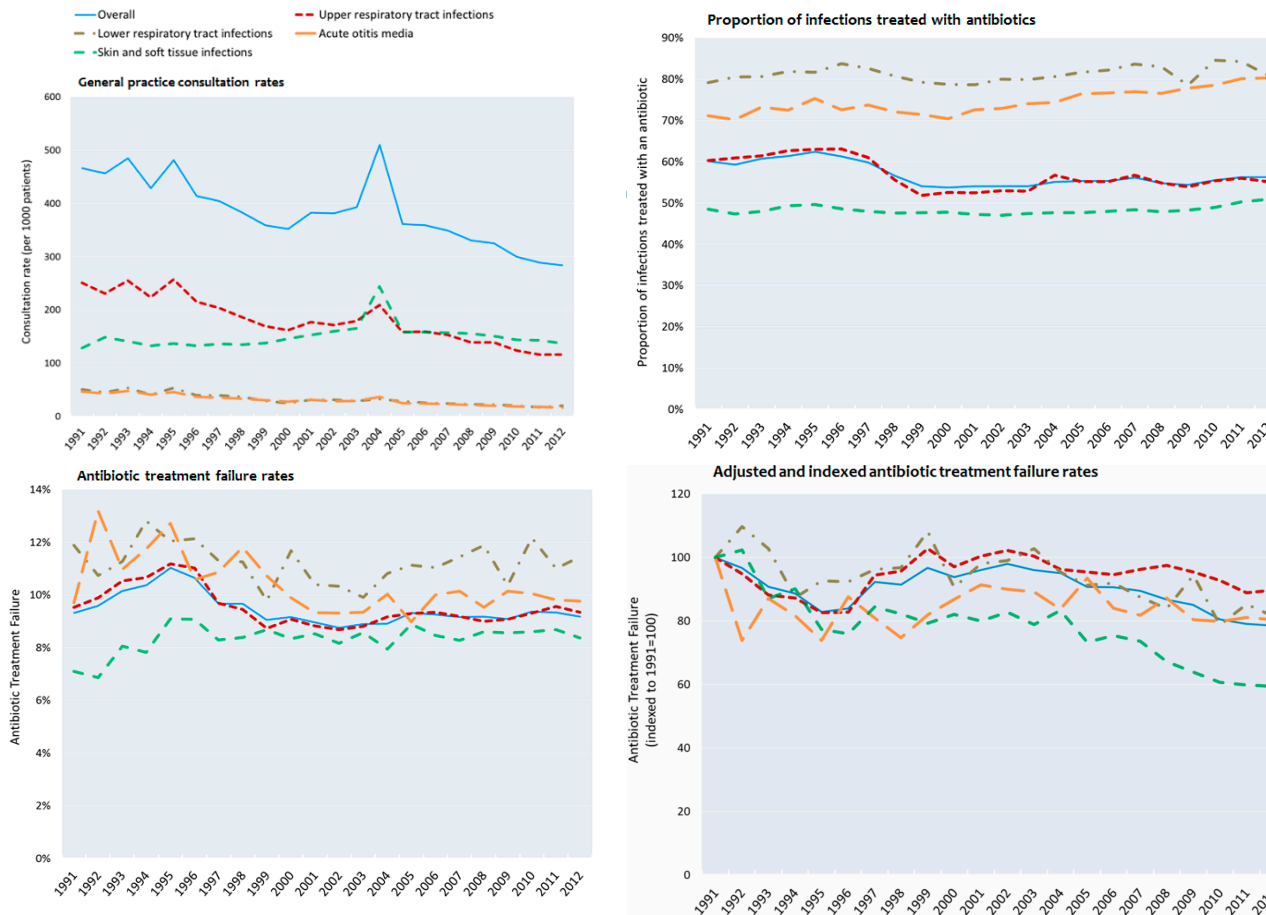 Overall
Upper respiratory tract infections
Lower respiratory tract infections
Acute otitis media
Skin and soft tissue infections
General practice consultation rates
Consultation rate (per 1000 patients)
600
500
400
300
200
100
0
1991 1992 1993 1994 1995 1996 1997 1998 1999 2000 2001 2002 2003 2004 2005 2006 2007 2008 2009 2010 2011 2012
Proportion of infections treated with antibiotics
Proportion of infections treated with an antibiotic
90%
80%
70%
60%
50%
40%
30%
20%
10%
0%
1991 1992 1993 1994 1995 1996 1997 1998 1999 2000 2001 2002 2003 2004 2005 2006 2007 2008 2009 2010 2011 2012
Antibiotic treatment failure rates
Antibiotic Treatment Failure
14%
12%
10%
8%
6%
4%
2%
0%
1991 1992 1993 1994 1995 1996 1997 1998 1999 2000 2001 2002 2003 2004 2005 2006 2007 2008 2009 2010 2011 2012
Adjusted and indexed antibiotic treatment failure rates
Antibiotic Treatment Failure
(indexed to 1991=100)
120
100
80
60
40
20
0
1991 1992 1993 1994 1995 1996 1997 1998 1999 2000 2001 2002 2003 2004 2005 2006 2007 2008 2009 2010 2011